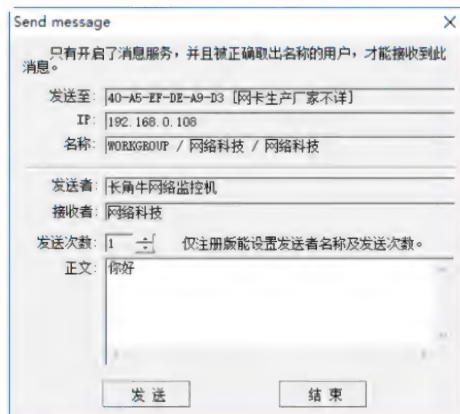 Send message
只有开启了消息服务，并且被正确取出名称的用户，才能接收到此
消息。
发送至: 40-A5-EF-DE-A9-D3 [网卡生产厂家不详]
IP: 192.168.0.108
名称: WORKGROUP / 网络科技 / 网络科技
发送者: 长角牛网络监控机
接收者: 网络科技
发送次数: 1 仅注册版能设置发送者名称及发送次数。
正文: 你好
发 送 结 束